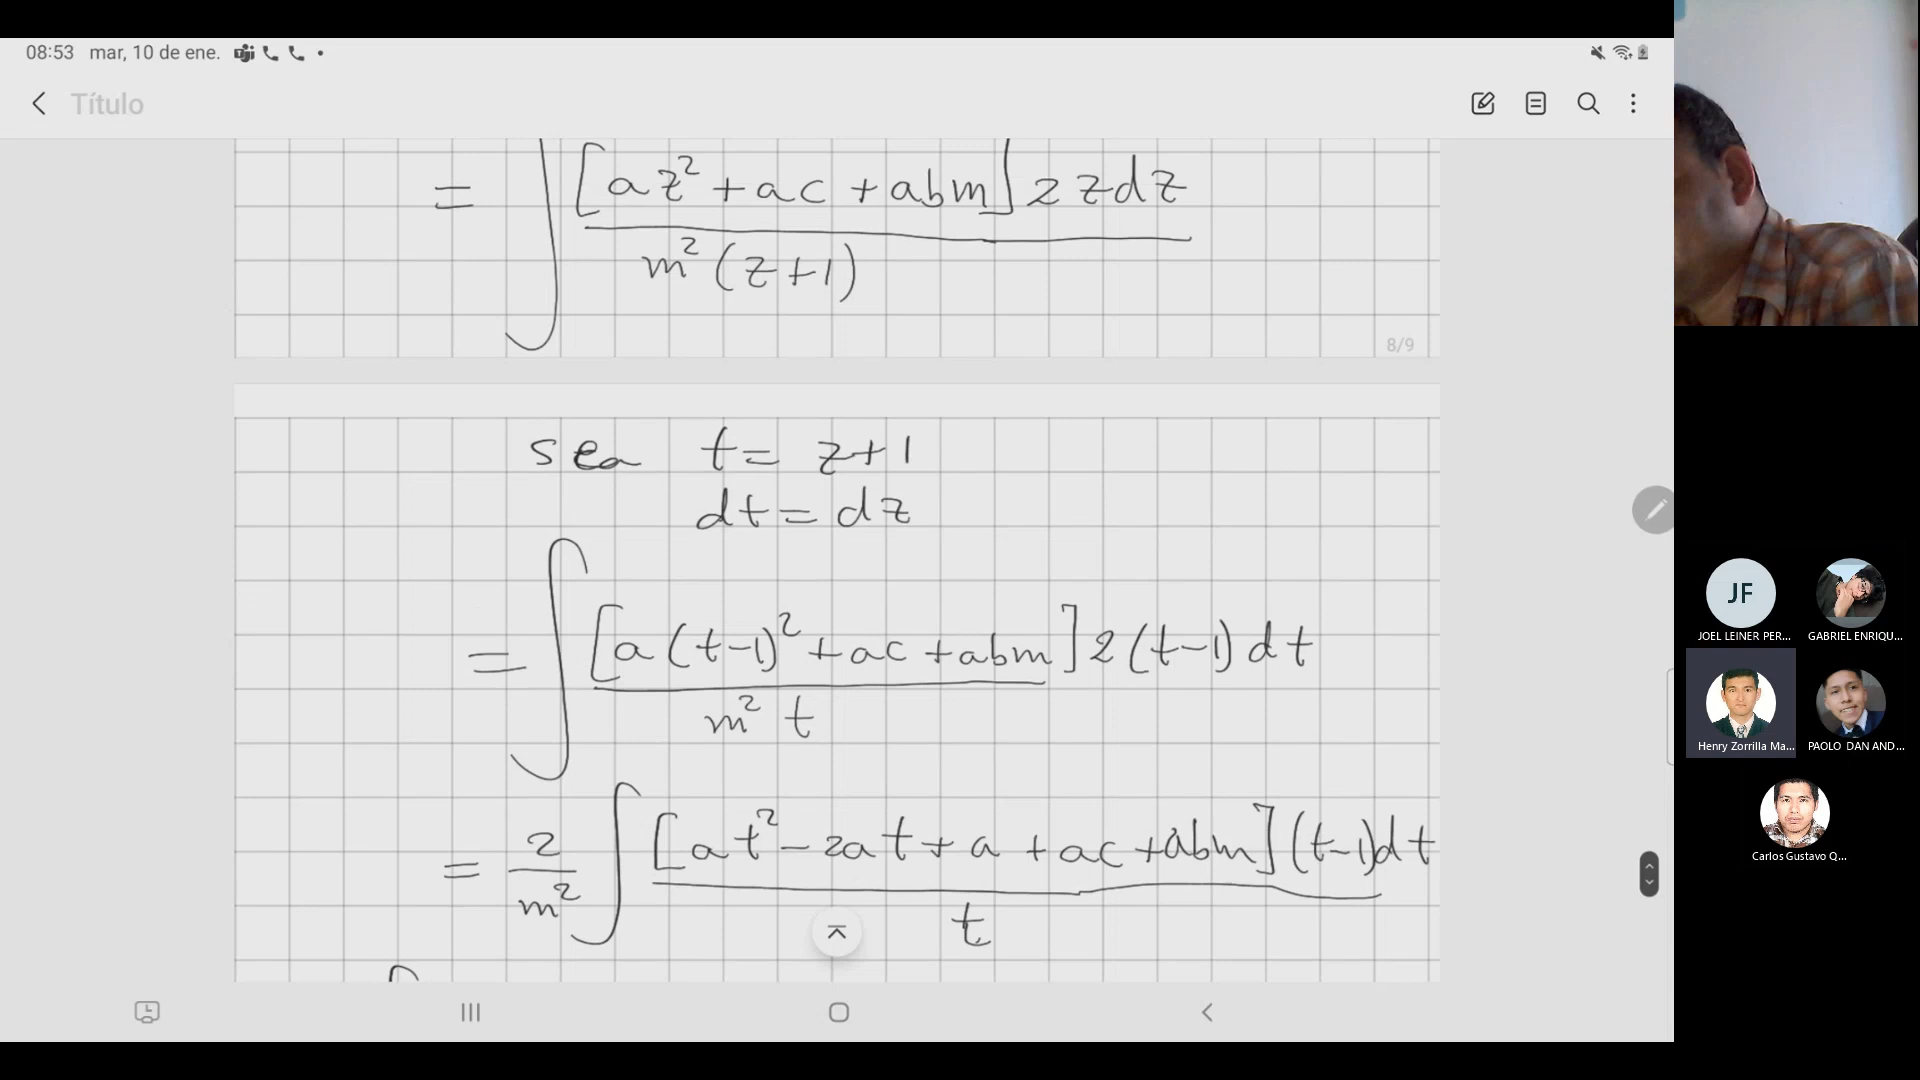 08:53 mar, 10 de ene.
Título
= ∫ [az² + ac + abm] 2 z dz
m² (z+1)
8/9
sea t = z+1
dt = dz
= ∫ [a(t-1)² + ac + abm] 2 (t-1) dt
m² t
= 2/m² ∫ [at² - 2at + a + ac + abm] (t-1) dt
t
JF
JOEL LEINER PER...
GABRIEL ENRIQU...
Henry Zorrilla Ma...
PAOLO DAN AND...
Carlos Gustavo Q...